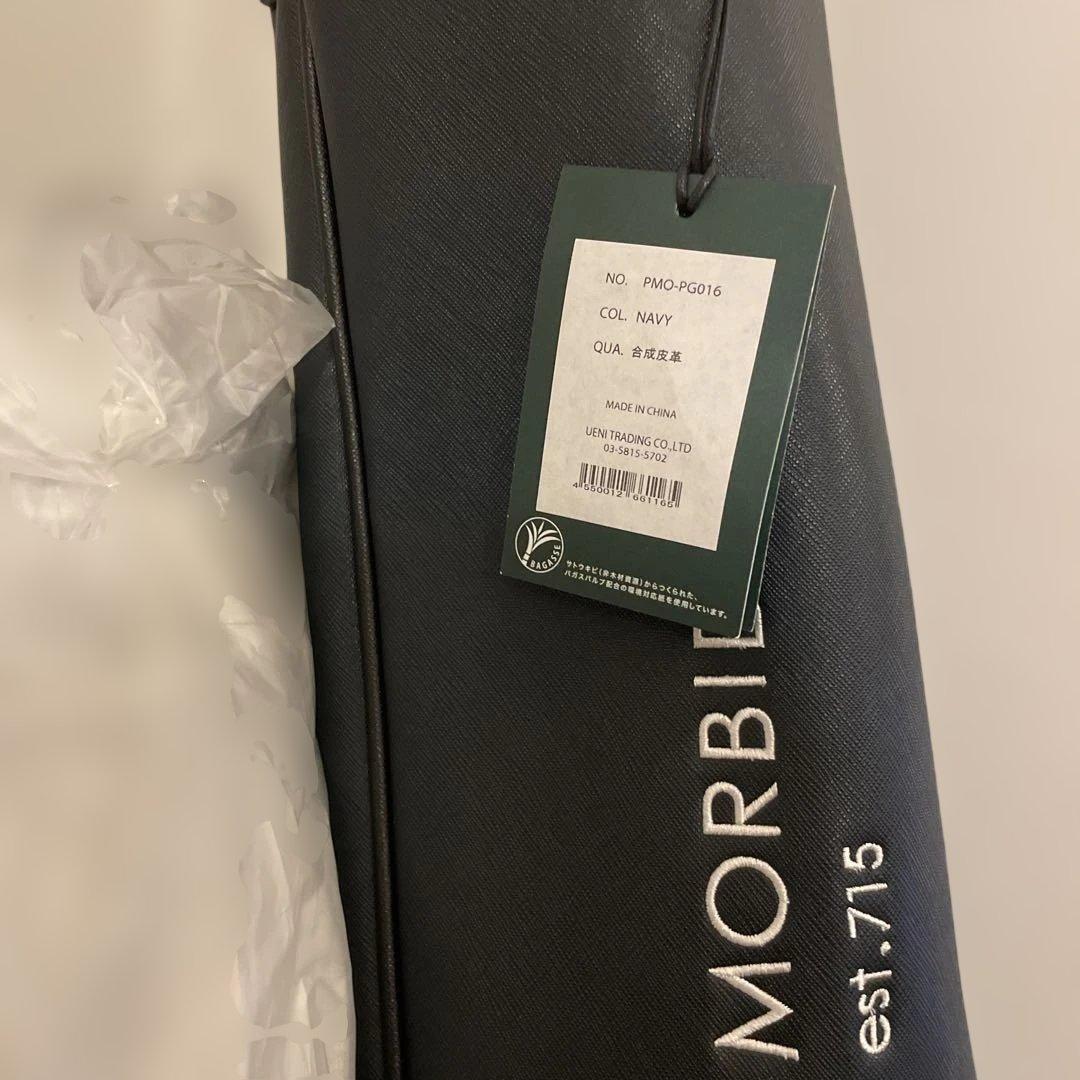 NO. PMO-PG016
COL. NAVY
QUA. 合成皮革
MADE IN CHINA
UENI TRADING CO.,LTD
03-5815-5702
4 550012 661165
BAGASSE
サトウキビ(非木材資源)からつくられた、
バガスパルプ配合の環境対応紙を使用しています。
MORBI
est.715